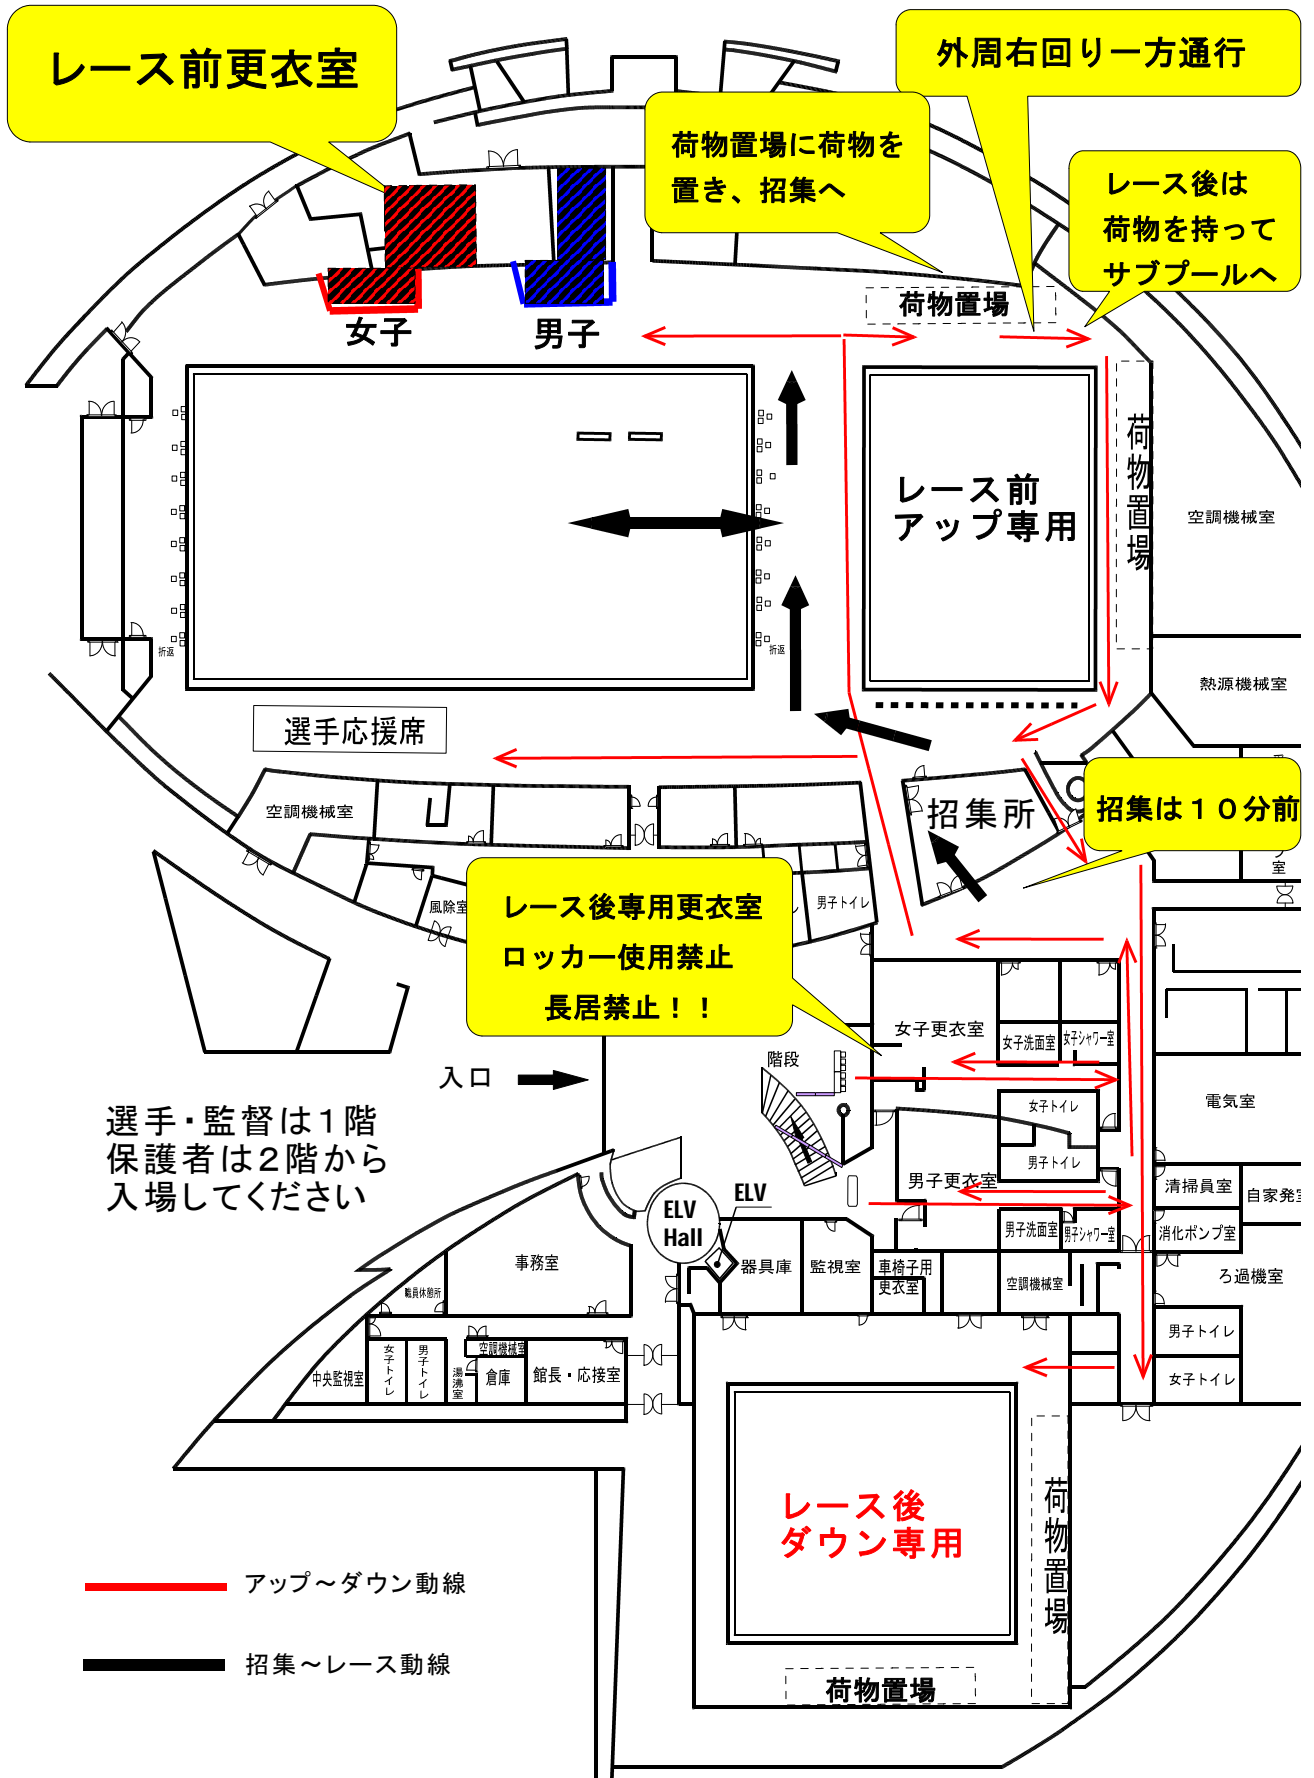 レース前更衣室
外周右回り一方通行
荷物置場に荷物を
置き、招集へ
レース後は
荷物を持って
サブプールへ
荷物置場
女子
男子
荷物置場
レース前
アップ専用
空調機械室
折返
折返
熱源機械室
選手応援席
空調機械室
招集所
招集は１０分前
室
風除室
男子トイレ
レース後専用更衣室
ロッカー使用禁止
長居禁止！！
女子更衣室
女子洗面室
女子シャワー室
階段
入口
電気室
女子トイレ
選手・監督は１階
保護者は２階から
入場してください
男子トイレ
男子更衣室
清掃員室
自家発
ELV
ELV
Hall
男子洗面室
男子シャワー室
消化ポンプ室
事務室
器具庫
監視室
車椅子用
更衣室
空調機械室
ろ過機室
職員休憩所
男子トイレ
中央監視室
女子トイレ
男子トイレ
湯沸室
空調機械室
倉庫
館長・応接室
女子トイレ
レース後
ダウン専用
荷物置場
アップ～ダウン動線
招集～レース動線
荷物置場